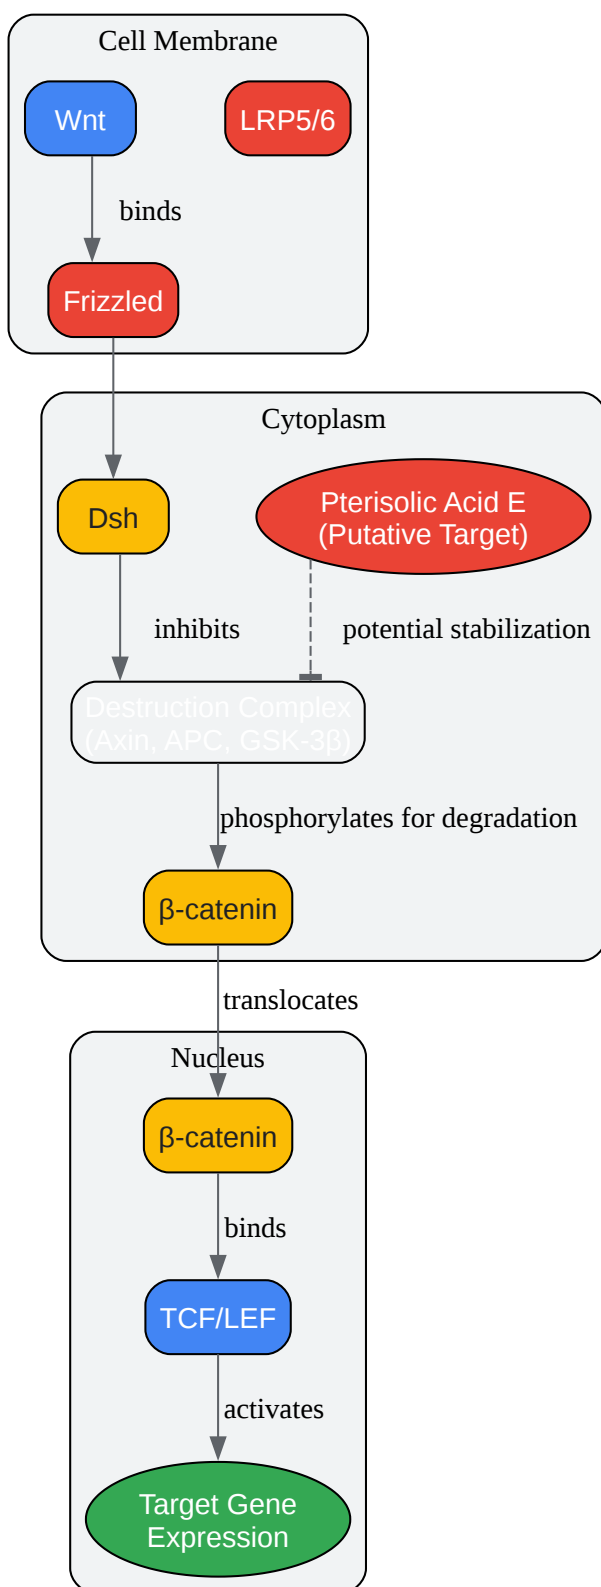 Cell Membrane
Wnt
LRP5/6
binds
Frizzled
Cytoplasm
Dsh
Pterisolic Acid E
(Putative Target)
inhibits
potential stabilization
Destruction Complex
(Axin, APC, GSK-3β)
phosphorylates for degradation
β-catenin
translocates
Nucleus
β-catenin
binds
TCF/LEF
activates
Target Gene
Expression